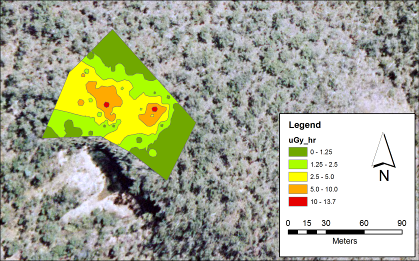 Legend
uGy_hr
0 - 1.25
1.25 - 2.5
2.5 - 5.0
5.0 - 10.0
10 - 13.7
N
0 15 30 60 90
Meters